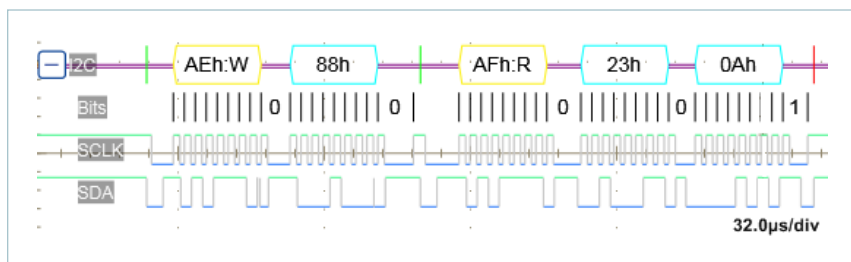 I2C AEh:W 88h AFh:R 23h 0Ah
Bits 0 0 0 0 1
SCLK
SDA
32.0µs/div